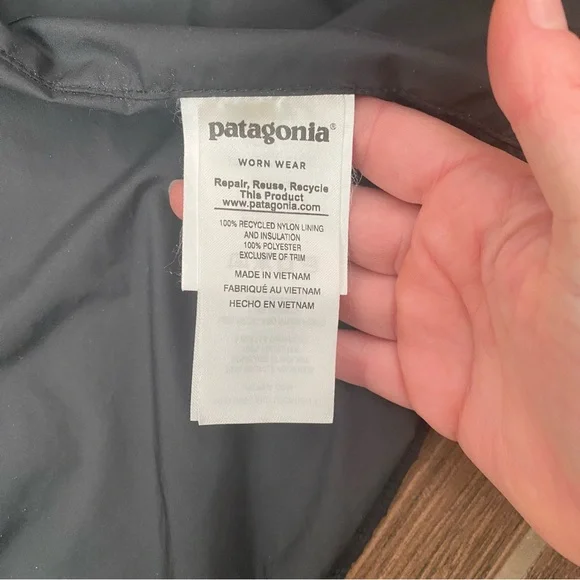 patagonia®
WORN WEAR
Repair, Reuse, Recycle
This Product
www.patagonia.com
100% RECYCLED NYLON LINING
AND INSULATION
100% POLYESTER
EXCLUSIVE OF TRIM
MADE IN VIETNAM
FABRIQUÉ AU VIETNAM
HECHO EN VIETNAM